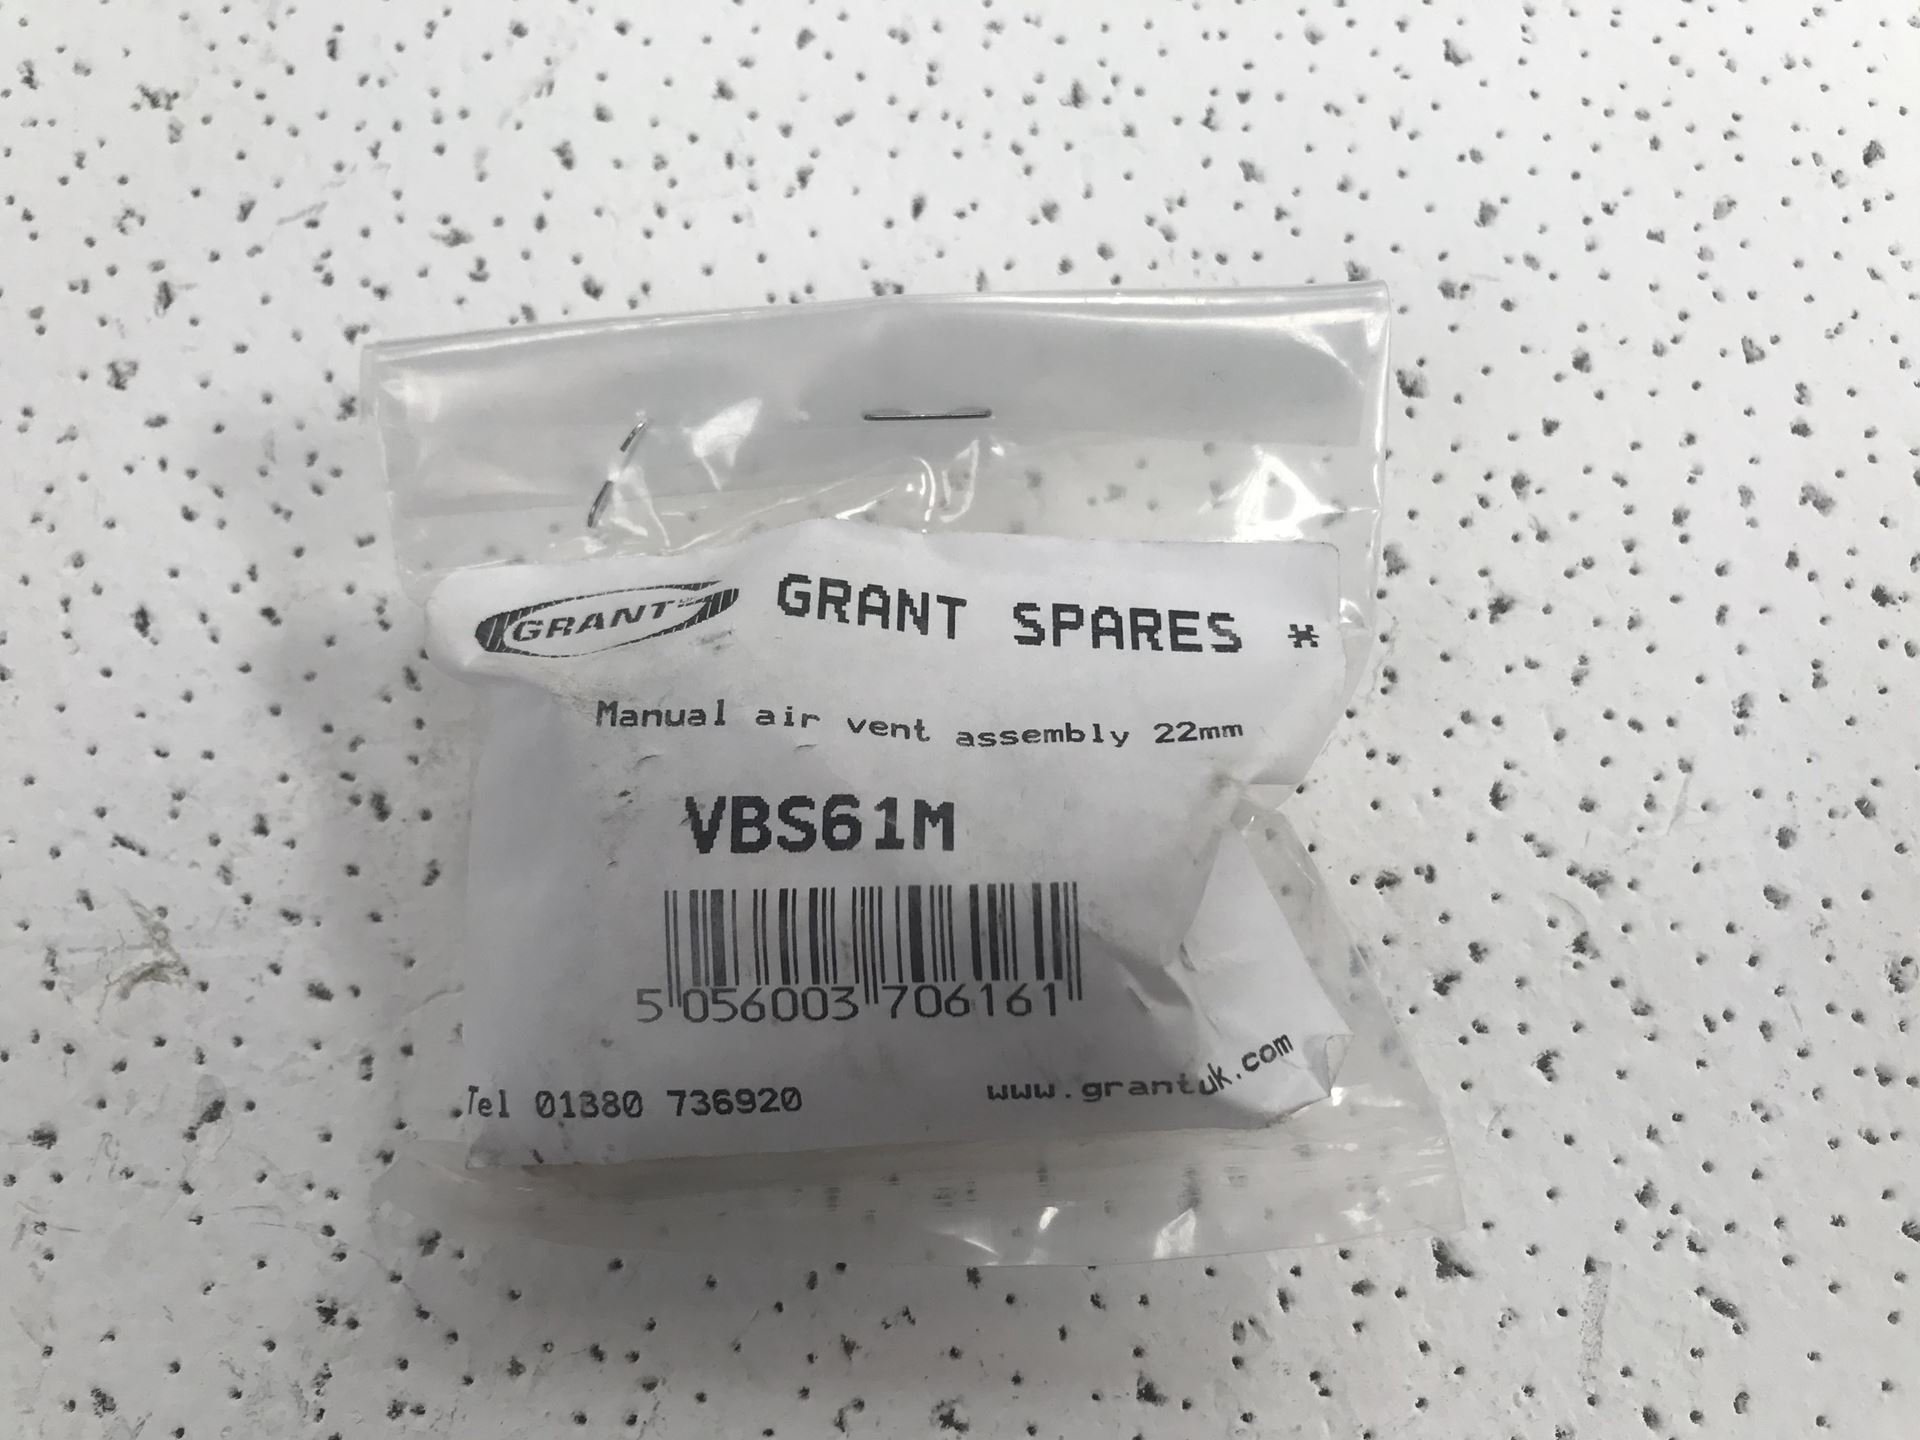 GRANT GRANT SPARES *
Manual air vent assembly 22mm
VBS61M
5 056003 706161
Tel 01380 736920 www.grantuk.com